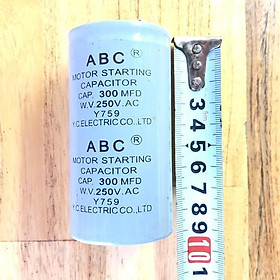 ABC ®
MOTOR STARTING
CAPACITOR
CAP. 300 MFD
W.V.250V.AC
Y759
Y.C.ELECTRIC CO.,LTD
ABC ®
MOTOR STARTING
CAPACITOR
CAP. 300 MFD
W.V.250V.AC
Y759
Y.C.ELECTRIC CO.,LTD
3 4 5 6 7 8 9 10